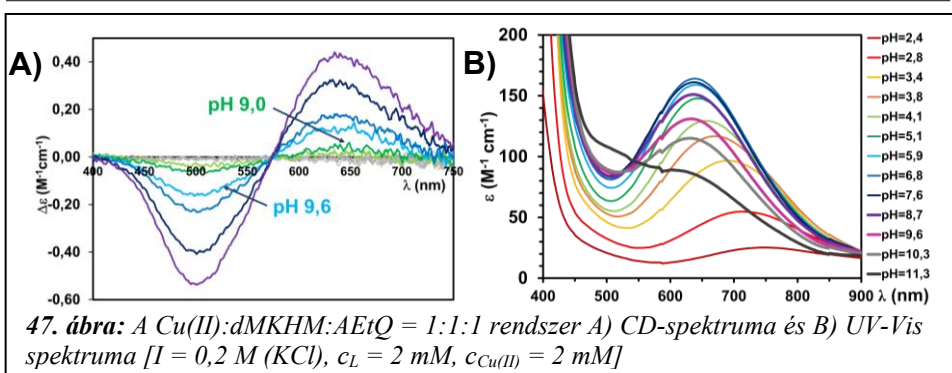 A)
0,40
0,20
0,00
-0,20
-0,40
-0,60
400 450 500 550 600 650 700 750
λ (nm)
Δε (M⁻¹cm⁻¹)
pH 9,0
pH 9,6
B)
200
150
100
50
0
400 500 600 700 800 900
λ (nm)
ε (M⁻¹ cm⁻¹)
pH=2,4
pH=2,8
pH=3,4
pH=3,8
pH=4,1
pH=5,1
pH=5,9
pH=6,8
pH=7,6
pH=8,7
pH=9,6
pH=10,3
pH=11,3
47. ábra: A Cu(II):dMKHM:AEtQ = 1:1:1 rendszer A) CD-spektruma és B) UV-Vis
spektruma [I = 0,2 M (KCl), cL = 2 mM, cCu(II) = 2 mM]